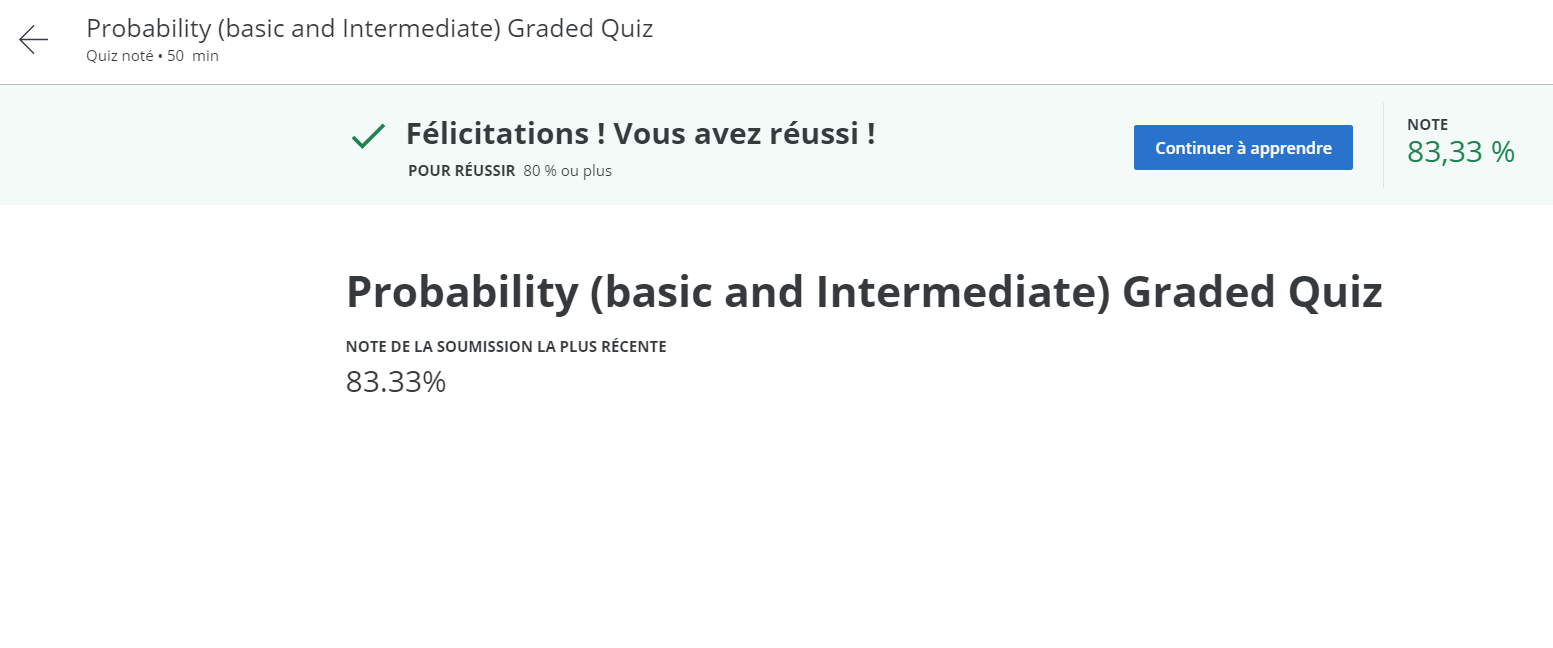 Probability (basic and Intermediate) Graded Quiz
Quiz noté • 50 min
Félicitations ! Vous avez réussi !
POUR RÉUSSIR 80 % ou plus
Continuer à apprendre
NOTE
83,33 %
Probability (basic and Intermediate) Graded Quiz
NOTE DE LA SOUMISSION LA PLUS RÉCENTE
83.33%